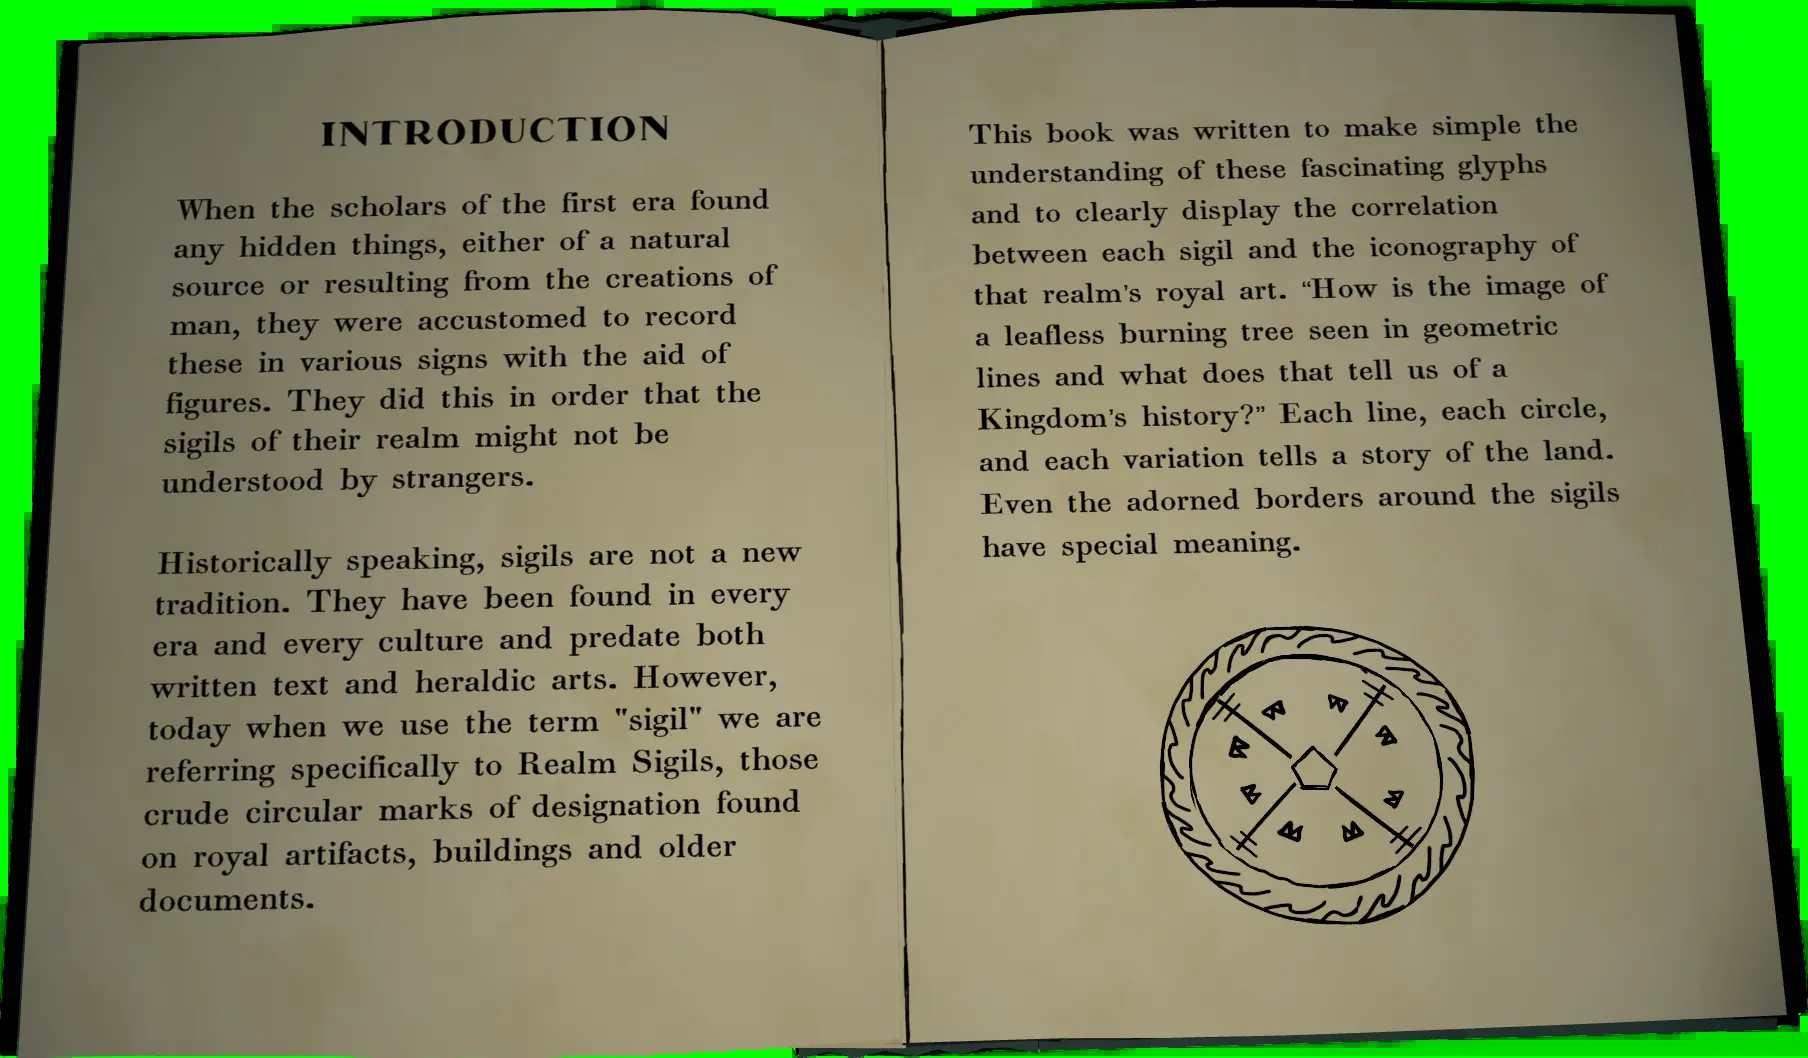 INTRODUCTION
When the scholars of the first era found
any hidden things, either of a natural
source or resulting from the creations of
man, they were accustomed to record
these in various signs with the aid of
figures. They did this in order that the
sigils of their realm might not be
understood by strangers.
Historically speaking, sigils are not a new
tradition. They have been found in every
era and every culture and predate both
written text and heraldic arts. However,
today when we use the term "sigil" we are
referring specifically to Realm Sigils, those
crude circular marks of designation found
on royal artifacts, buildings and older
documents.
This book was written to make simple the
understanding of these fascinating glyphs
and to clearly display the correlation
between each sigil and the iconography of
that realm's royal art. “How is the image of
a leafless burning tree seen in geometric
lines and what does that tell us of a
Kingdom's history?” Each line, each circle,
and each variation tells a story of the land.
Even the adorned borders around the sigils
have special meaning.